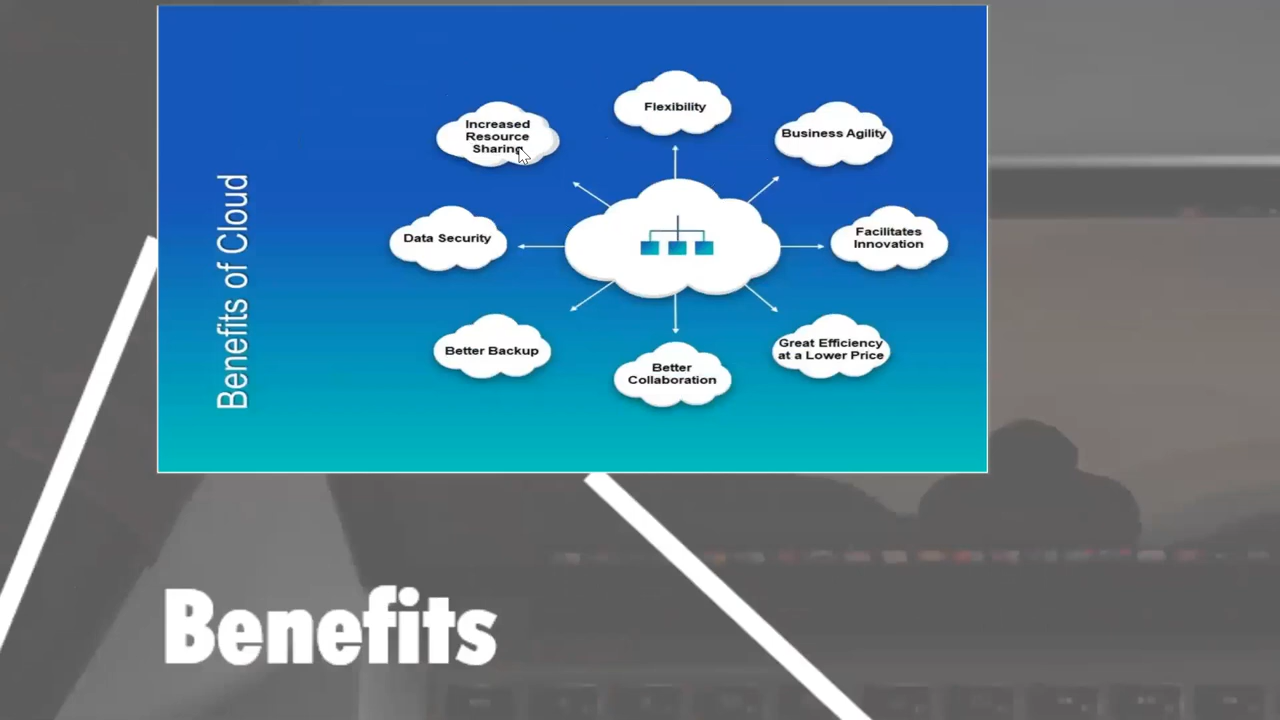 Benefits of Cloud
Flexibility
Increased
Resource
Sharing
Business Agility
Data Security
Facilitates
Innovation
Better Backup
Great Efficiency
at a Lower Price
Better
Collaboration
Benefits